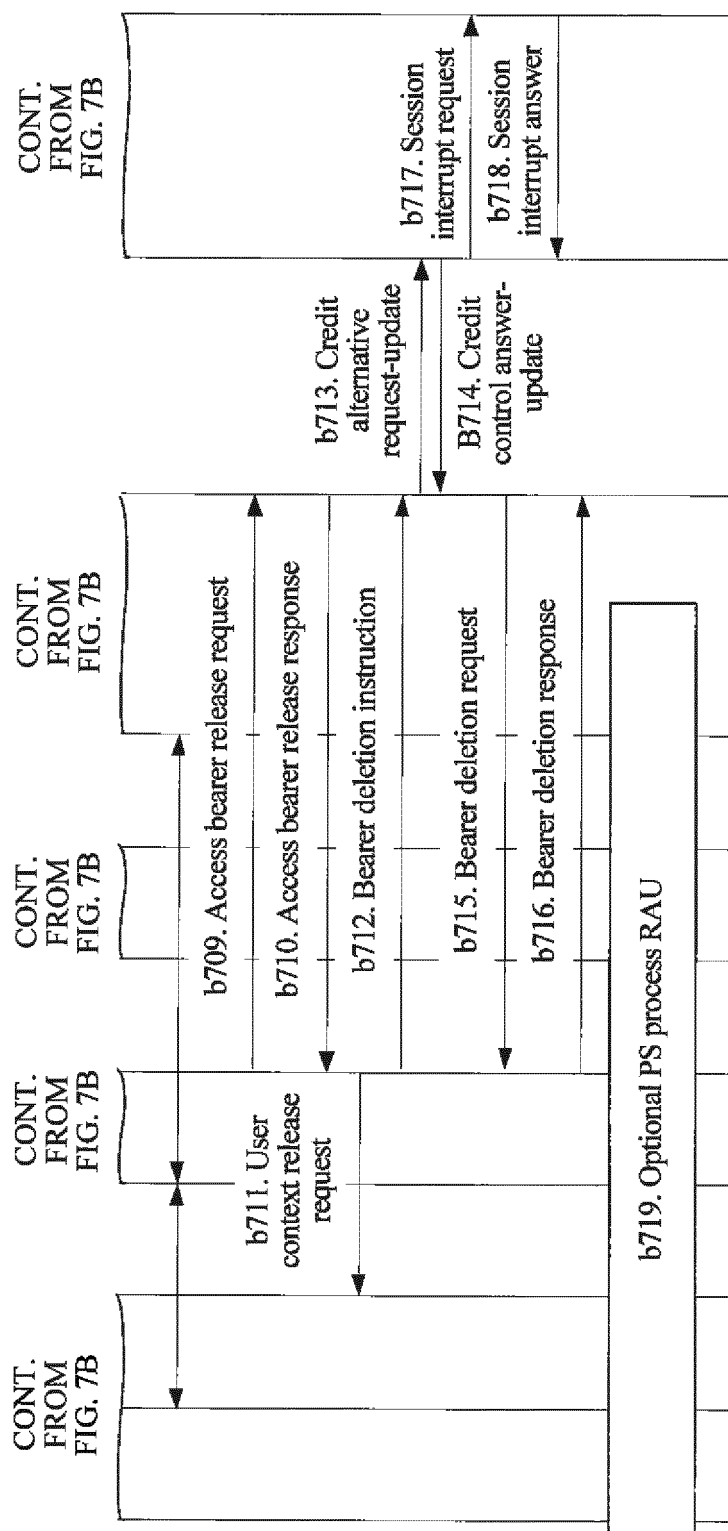 CONT.
FROM
FIG. 7B
CONT.
FROM
FIG. 7B
CONT.
FROM
FIG. 7B
CONT.
FROM
FIG. 7B
CONT.
FROM
FIG. 7B
b709. Access bearer release request
b710. Access bearer release response
b711. User
context release
request
b712. Bearer deletion instruction
b713. Credit
alternative
request-update
B714. Credit
control answer-
update
b715. Bearer deletion request
b716. Bearer deletion response
b717. Session
interrupt request
b718. Session
interrupt answer
b719. Optional PS process RAU